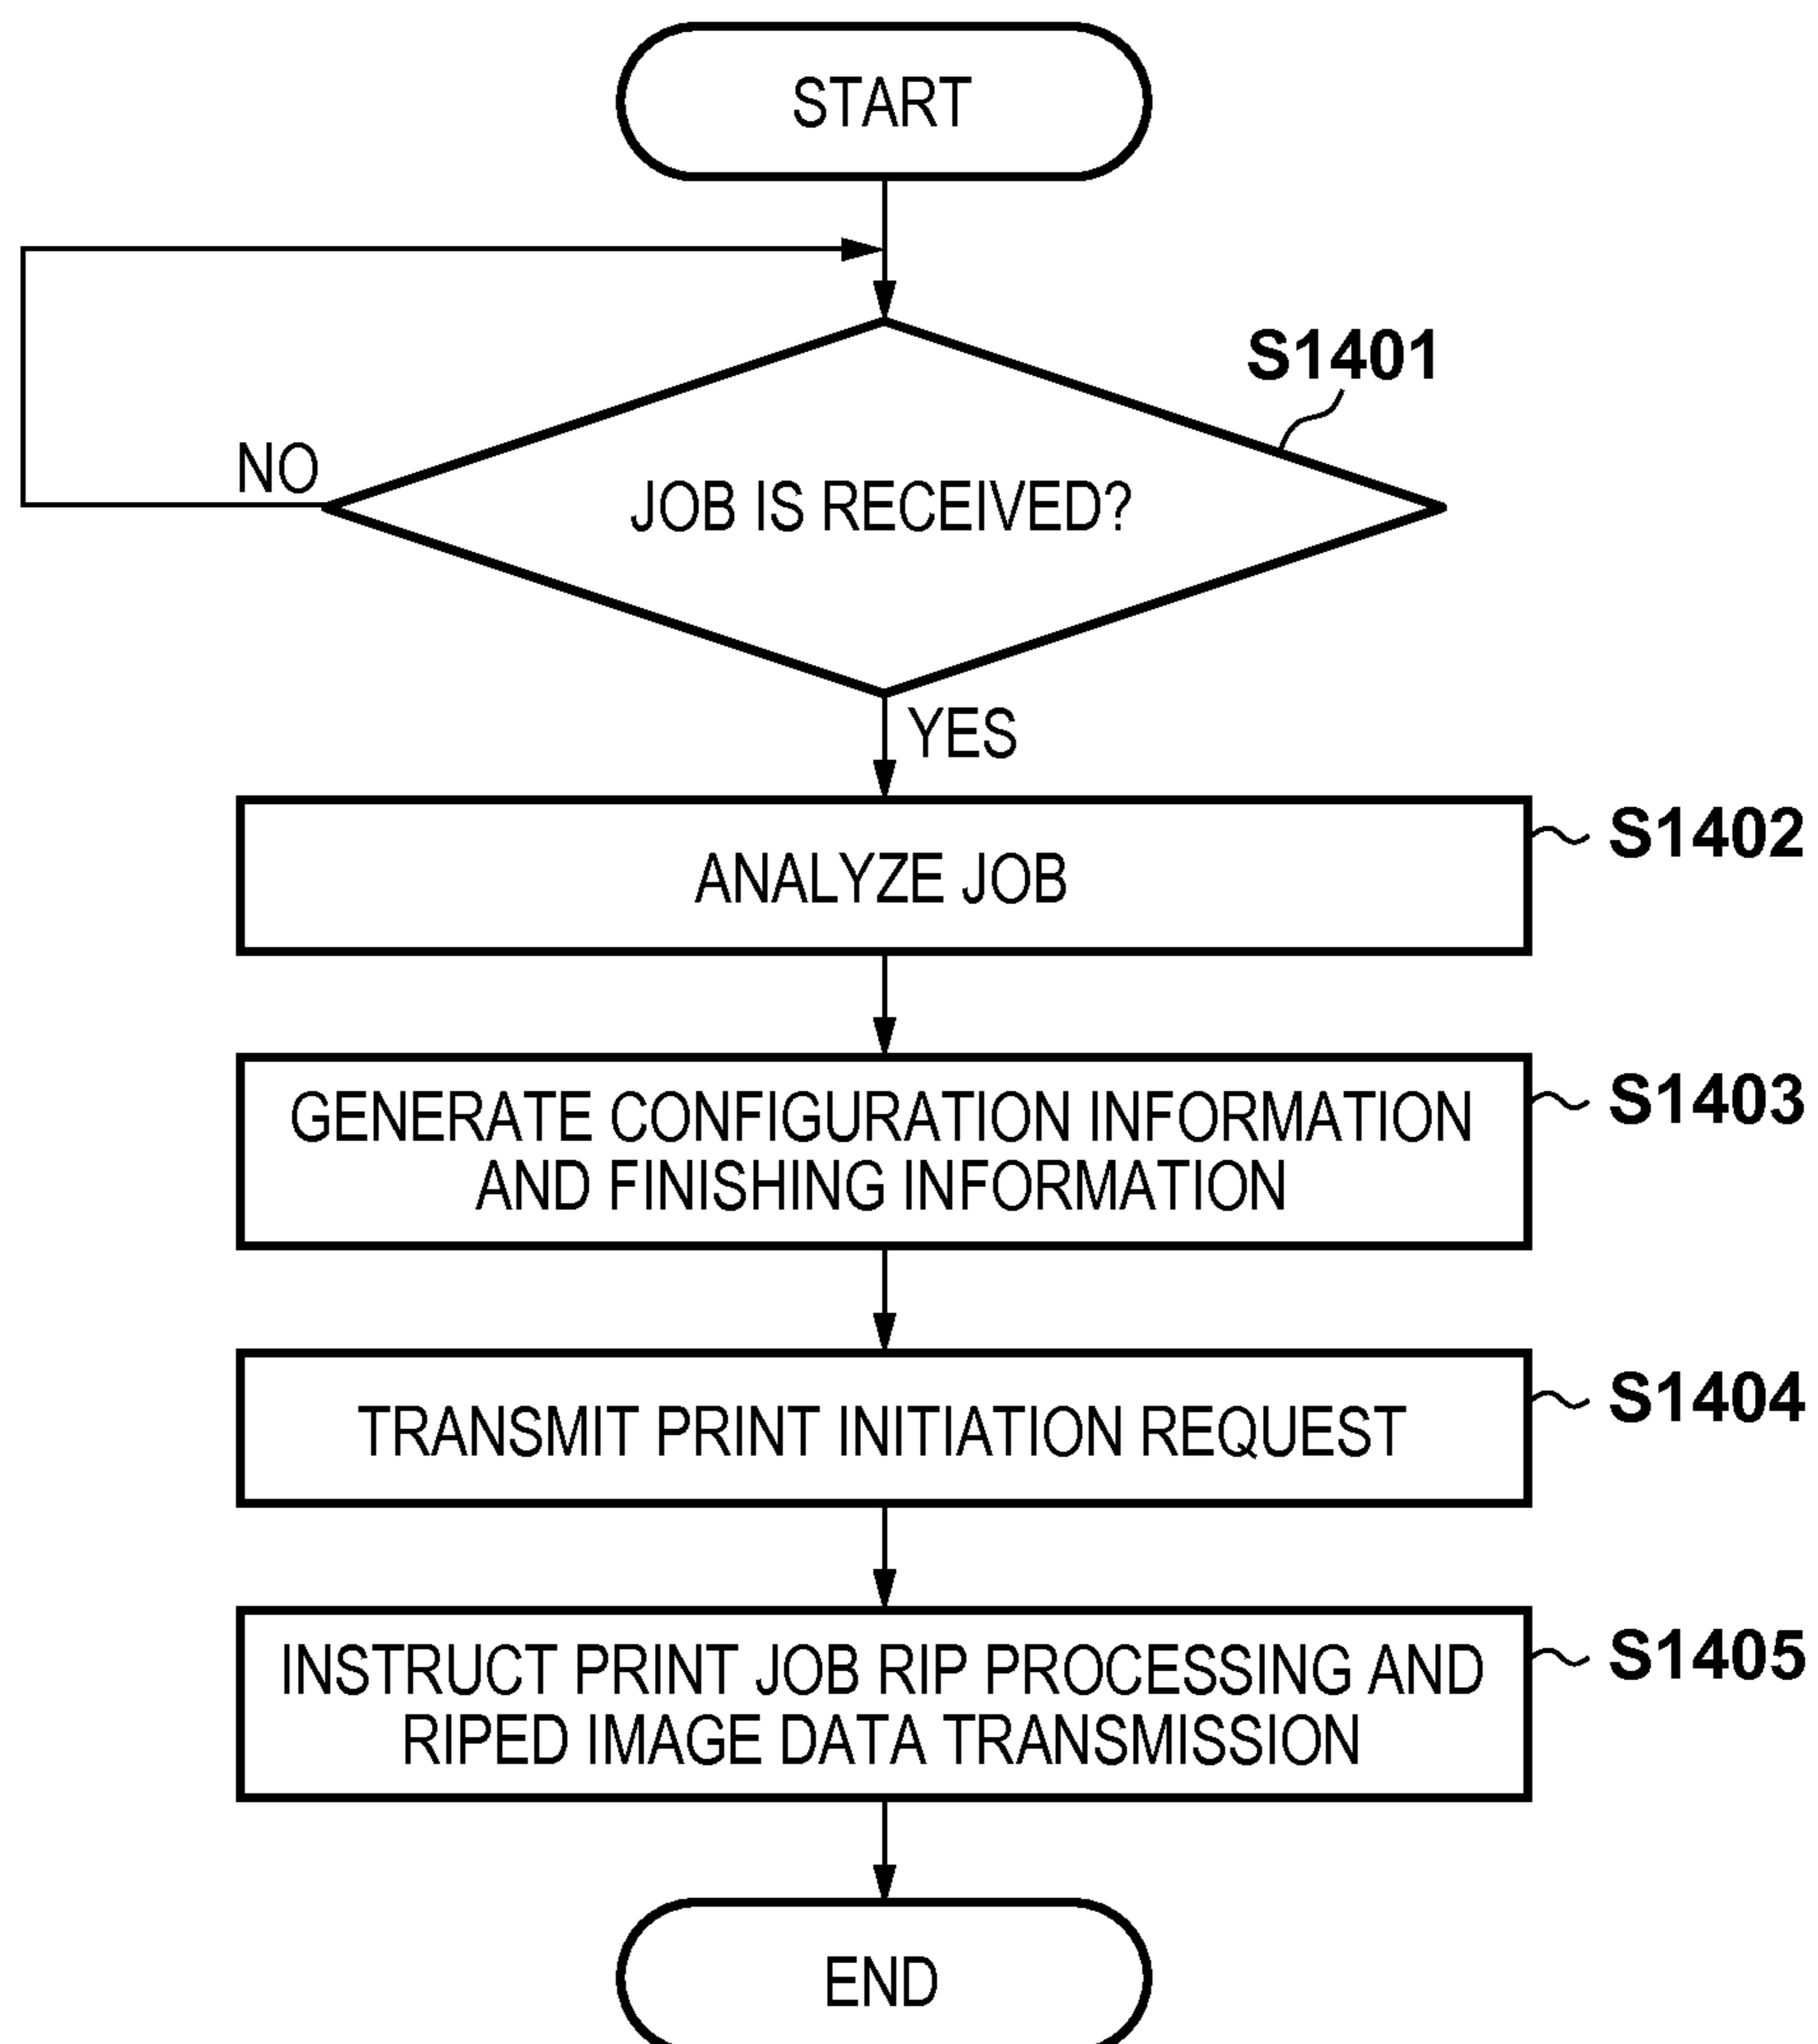 START
S1401
NO
JOB IS RECEIVED?
YES
ANALYZE JOB
S1402
GENERATE CONFIGURATION INFORMATION
AND FINISHING INFORMATION
S1403
TRANSMIT PRINT INITIATION REQUEST
S1404
INSTRUCT PRINT JOB RIP PROCESSING AND
RIPED IMAGE DATA TRANSMISSION
S1405
END